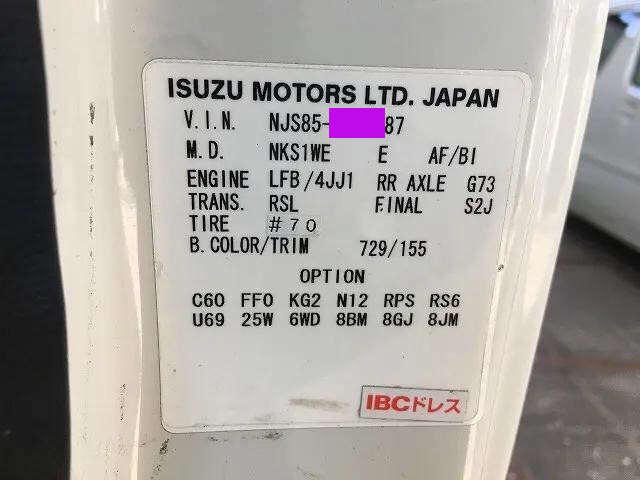 ISUZU MOTORS LTD. JAPAN
V.I.N. NJS85- 87
M.D. NKS1WE E AF/BI
ENGINE LFB/4JJ1 RR AXLE G73
TRANS. RSL FINAL S2J
TIRE #70
B.COLOR/TRIM 729/155
OPTION
C60 FF0 KG2 N12 RPS RS6
U69 25W 6WD 8BM 8GJ 8JM
IBCドレス